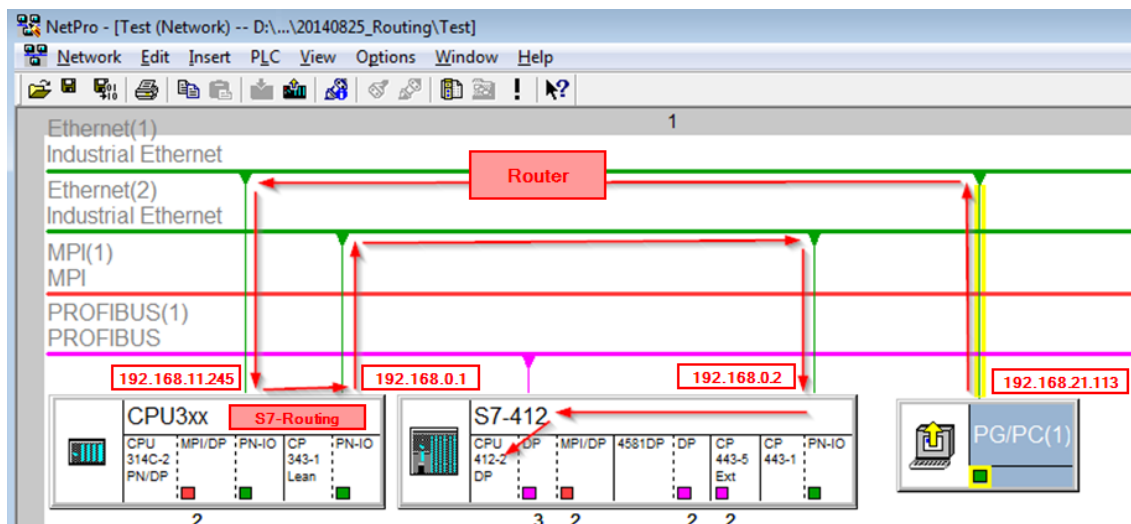 NetPro - [Test (Network) -- D:\...\20140825_Routing\Test]
Network Edit Insert PLC View Options Window Help
1
Ethernet(1)
Industrial Ethernet
Router
Ethernet(2)
Industrial Ethernet
MPI(1)
MPI
PROFIBUS(1)
PROFIBUS
192.168.11.245
192.168.0.1
192.168.0.2
192.168.21.113
CPU3xx
S7-Routing
CPU
314C-2
PN/DP
MPI/DP
PN-IO
CP
343-1
Lean
PN-IO
2
S7-412
CPU
412-2
DP
DP
MPI/DP
4581DP
DP
CP
443-5
Ext
CP
443-1
PN-IO
3 2 2 2
PG/PC(1)